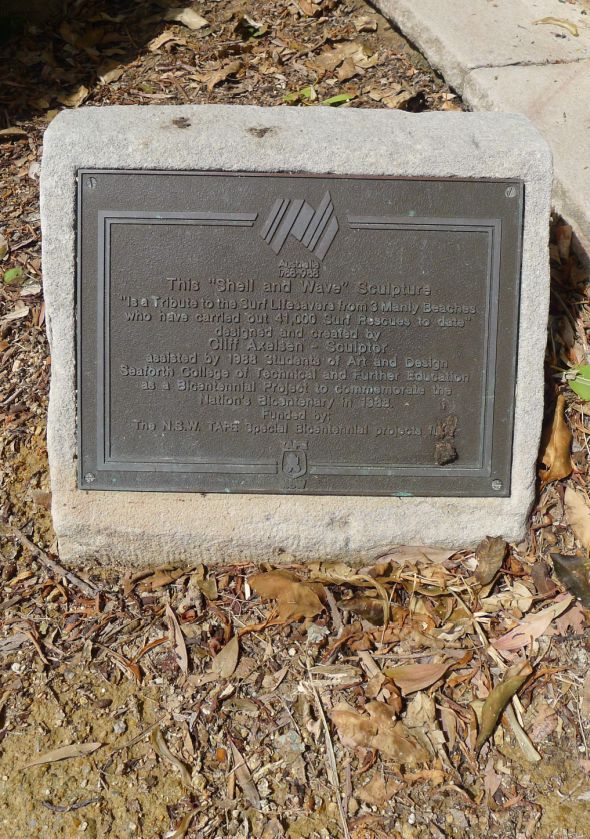 Australia
1788-1988
This "Shell and Wave" Sculpture
"Is a Tribute to the Surf Lifesavers from 3 Manly Beaches
who have carried out 41,000 Surf Rescues to date"
designed and created by
Cliff Axelsen - Sculptor
assisted by 1988 Students of Art and Design
Seaforth College of Technical and Further Education
as a Bicentennial Project to commemorate the
Nation's Bicentenary in 1988.
Funded by:
The N.S.W. TAFE Special Bicentennial projects
TAFE